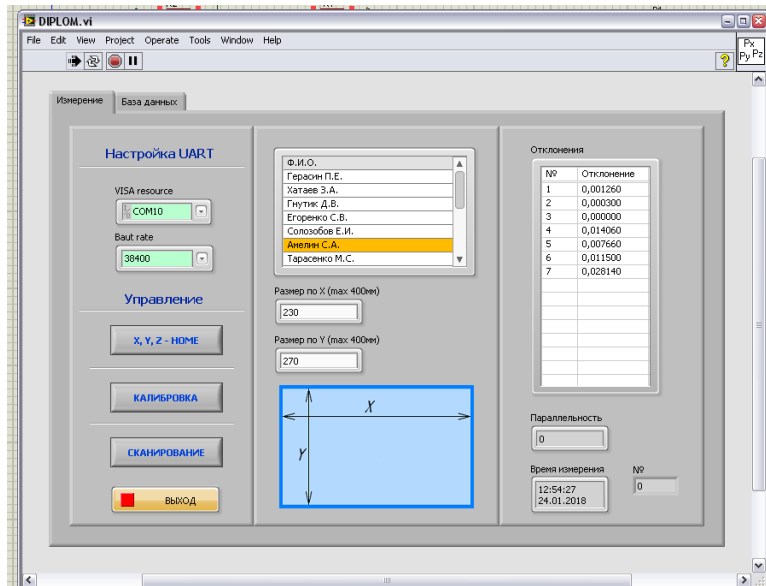 DIPLOM.vi
File Edit View Project Operate Tools Window Help
Px
Py Pz
Измерение База данных
Настройка UART
VISA resource
COM10
Baut rate
38400
Управление
X, Y, Z - HOME
КАЛИБРОВКА
СКАНИРОВАНИЕ
ВЫХОД
Ф.И.О.
Герасин П.Е.
Хатаев З.А.
Гнутик Д.В.
Егоренко С.В.
Солозобов Е.И.
Анелин С.А.
Тарасенко М.С.
Размер по X (max 400мм)
230
Размер по Y (max 400мм)
270
X
Y
Отклонения
№ Отклонение
1 0,001260
2 0,000300
3 0,000000
4 0,014060
5 0,007660
6 0,011500
7 0,028140
Параллельность
0
Время измерения
12:54:27
24.01.2018
№
0